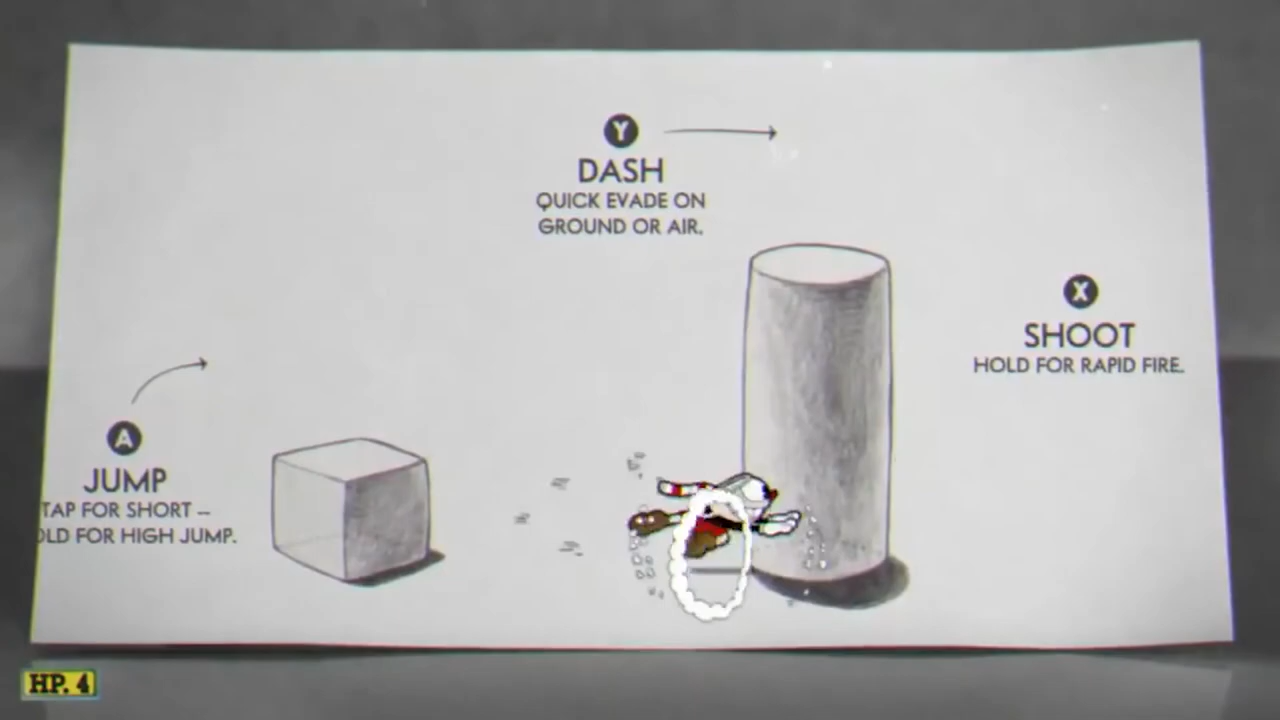 Y
DASH
QUICK EVADE ON
GROUND OR AIR.
X
SHOOT
HOLD FOR RAPID FIRE.
A
JUMP
TAP FOR SHORT –
OLD FOR HIGH JUMP.
HP. 4